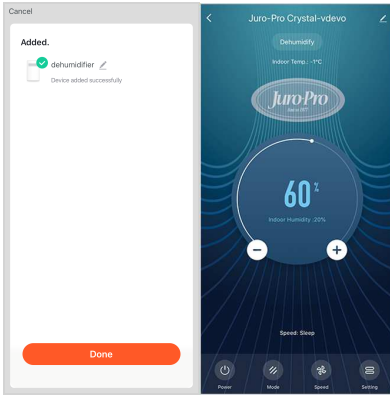 Cancel
Added.
dehumidifier
Device added successfully
Done
Juro-Pro Crystal-vdevo
Dehumidify
Indoor Temp.: -1°C
Juro-Pro
60%
Indoor Humidity :20%
Speed: Sleep
Power
Mode
Speed
Setting